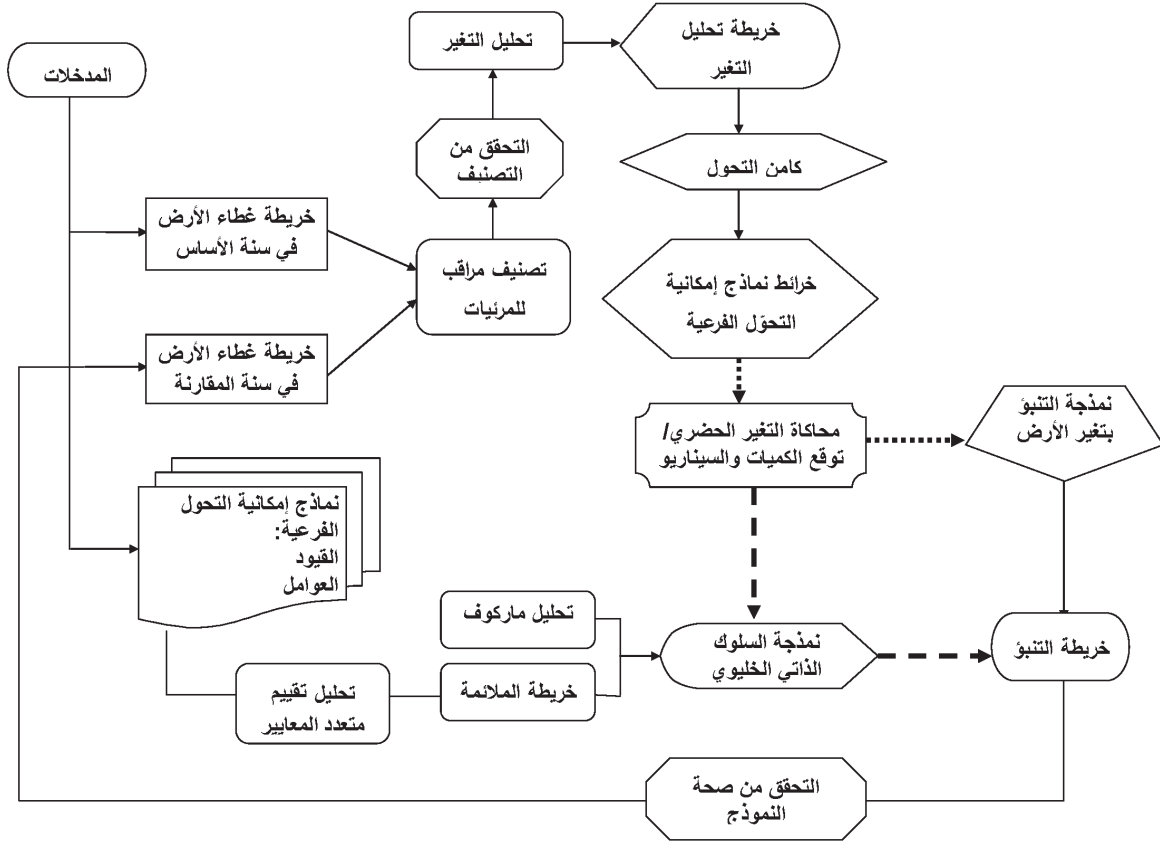 المدخلات
تحليل التغير
خريطة تحليل
التغير
التحقق من
التصنيف
كامن التحول
خريطة غطاء الأرض
في سنة الأساس
تصنيف مراقب
للمرئيات
خرائط نماذج إمكانية
التحوّل الفرعية
خريطة غطاء الأرض
في سنة المقارنة
محاكاة التغير الحضري/
توقع الكميات والسيناريو
نمذجة التنبؤ
بتغير الأرض
نماذج إمكانية التحول
الفرعية:
القيود
العوامل
تحليل ماركوف
نمذجة السلوك
الذاتي الخليوي
خريطة التنبؤ
خريطة الملائمة
تحليل تقييم
متعدد المعايير
التحقق من صحة
النموذج